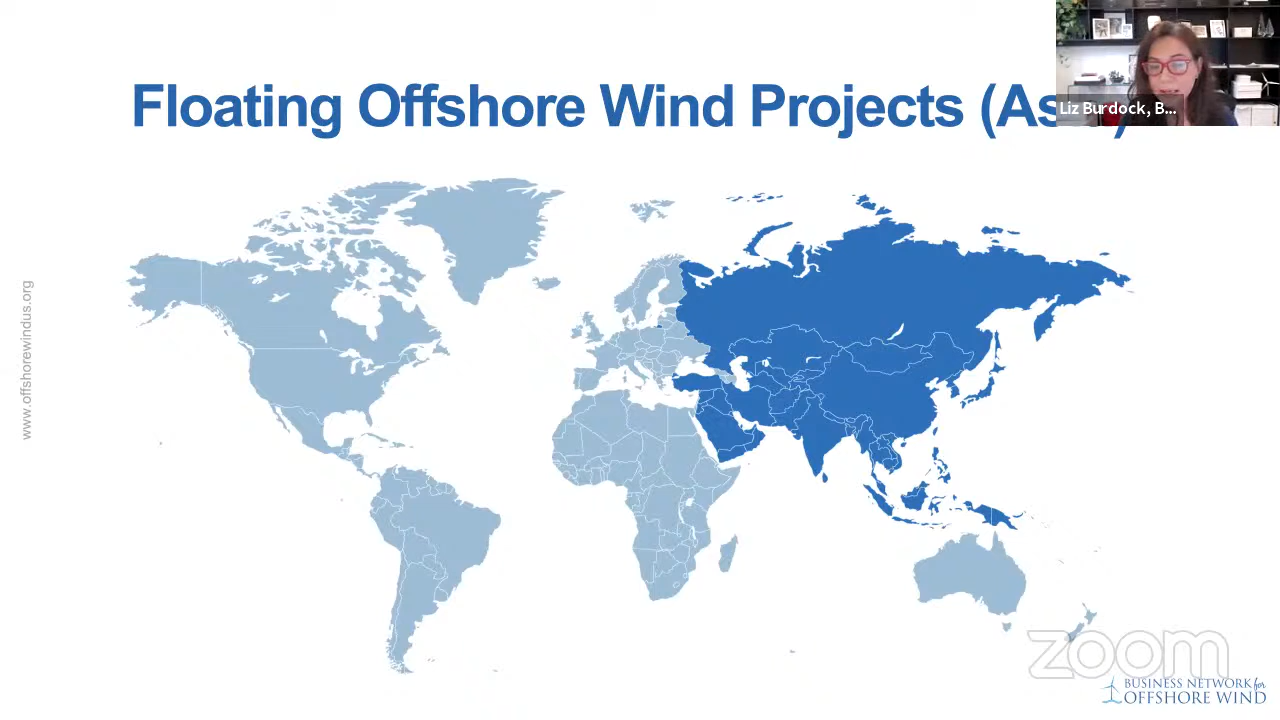 Floating Offshore Wind Projects (As
Liz Burdock, B...
www.offshorewindus.org
zoom
BUSINESS NETWORK for
OFFSHORE WIND